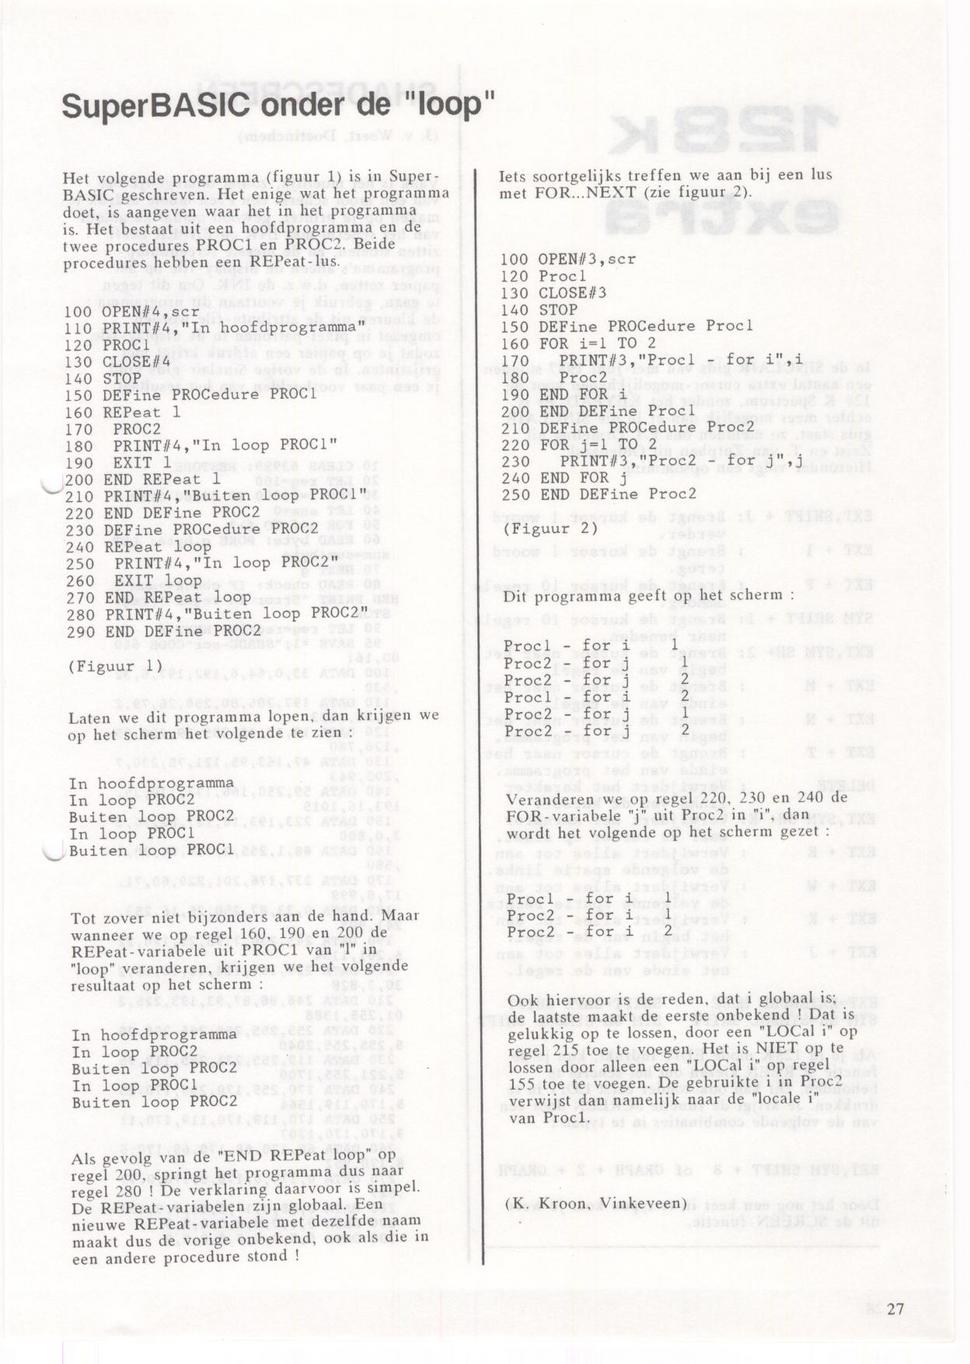 SuperBASIC onder de "loop"
Het volgende programma (figuur 1) is in Super-
BASIC geschreven. Het enige wat het programma
doet, is aangeven waar het in het programma
is. Het bestaat uit een hoofdprogramma en de
twee procedures PROC1 en PROC2. Beide
procedures hebben een REPeat-lus.
100 OPEN#4,scr
110 PRINT#4,"In hoofdprogramma"
120 PROC1
130 CLOSE#4
140 STOP
150 DEFine PROCedure PROC1
160 REPeat l
170  PROC2
180  PRINT#4,"In loop PROC1"
190  EXIT l
200 END REPeat l
210 PRINT#4,"Buiten loop PROC1"
220 END DEFine PROC2
230 DEFine PROCedure PROC2
240 REPeat loop
250  PRINT#4,"In loop PROC2"
260  EXIT loop
270 END REPeat loop
280 PRINT#4,"Buiten loop PROC2"
290 END DEFine PROC2
(Figuur 1)
Laten we dit programma lopen, dan krijgen we
op het scherm het volgende te zien :
In hoofdprogramma
In loop PROC2
Buiten loop PROC2
In loop PROC1
Buiten loop PROC1
Tot zover niet bijzonders aan de hand. Maar
wanneer we op regel 160, 190 en 200 de
REPeat-variabele uit PROC1 van "l" in
"loop" veranderen, krijgen we het volgende
resultaat op het scherm :
In hoofdprogramma
In loop PROC2
Buiten loop PROC2
In loop PROC1
Buiten loop PROC2
Als gevolg van de "END REPeat loop" op
regel 200, springt het programma dus naar
regel 280 ! De verklaring daarvoor is simpel.
De REPeat-variabelen zijn globaal. Een
nieuwe REPeat-variabele met dezelfde naam
maakt dus de vorige onbekend, ook als die in
een andere procedure stond !
Iets soortgelijks treffen we aan bij een lus
met FOR...NEXT (zie figuur 2).
100 OPEN#3,scr
120 Proc1
130 CLOSE#3
140 STOP
150 DEFine PROCedure Proc1
160 FOR i=1 TO 2
170   PRINT#3,"Proc1 - for i",i
180   Proc2
190 END FOR i
200 END DEFine Proc1
210 DEFine PROCedure Proc2
220 FOR j=1 TO 2
230   PRINT#3,"Proc2 - for j",j
240 END FOR j
250 END DEFine Proc2
(Figuur 2)
Dit programma geeft op het scherm :
Proc1 - for i 1
Proc2 - for j 1
Proc2 - for j 2
Proc1 - for i 2
Proc2 - for j 1
Proc2 - for j 2
Veranderen we op regel 220, 230 en 240 de
FOR-variabele "j" uit Proc2 in "i", dan
wordt het volgende op het scherm gezet :
Proc1 - for i 1
Proc2 - for i 1
Proc2 - for i 2
Ook hiervoor is de reden, dat i globaal is;
de laatste maakt de eerste onbekend ! Dat is
gelukkig op te lossen, door een "LOCal i" op
regel 215 toe te voegen. Het is NIET op te
lossen door alleen een "LOCal i" op regel
155 toe te voegen. De gebruikte i in Proc2
verwijst dan namelijk naar de "locale i"
van Proc1.
(K. Kroon, Vinkeveen)
27